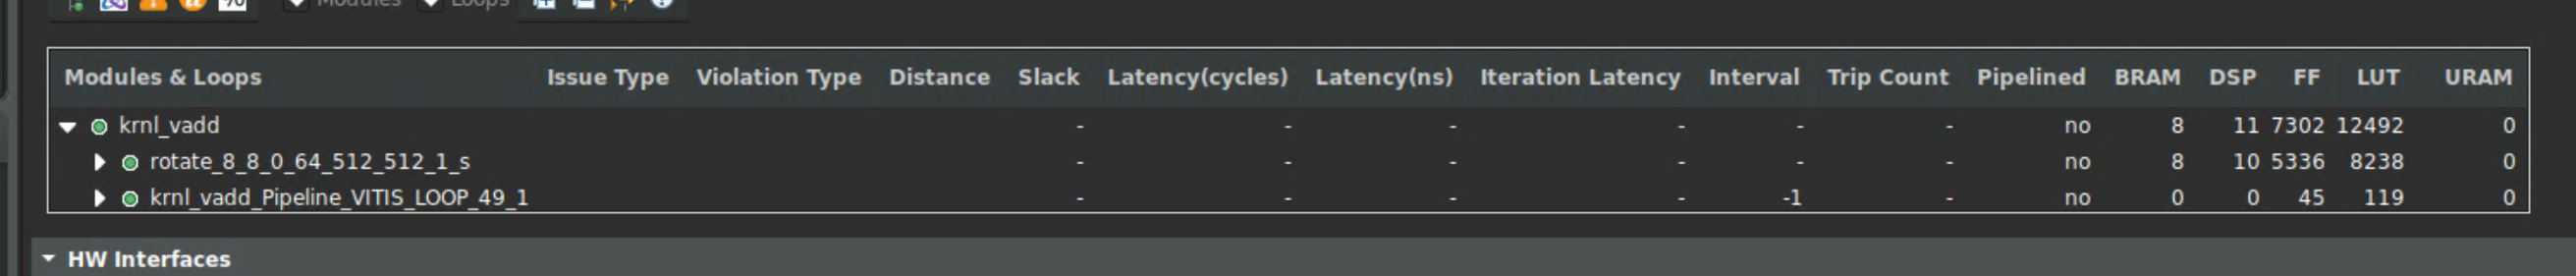 Modules Loops
Modules & Loops Issue Type Violation Type Distance Slack Latency(cycles) Latency(ns) Iteration Latency Interval Trip Count Pipelined BRAM DSP FF LUT URAM
krnl_vadd - - - - - - no 8 11 7302 12492 0
rotate_8_8_0_64_512_512_1_s - - - - - - no 8 10 5336 8238 0
krnl_vadd_Pipeline_VITIS_LOOP_49_1 - - - - -1 - no 0 0 45 119 0
HW Interfaces